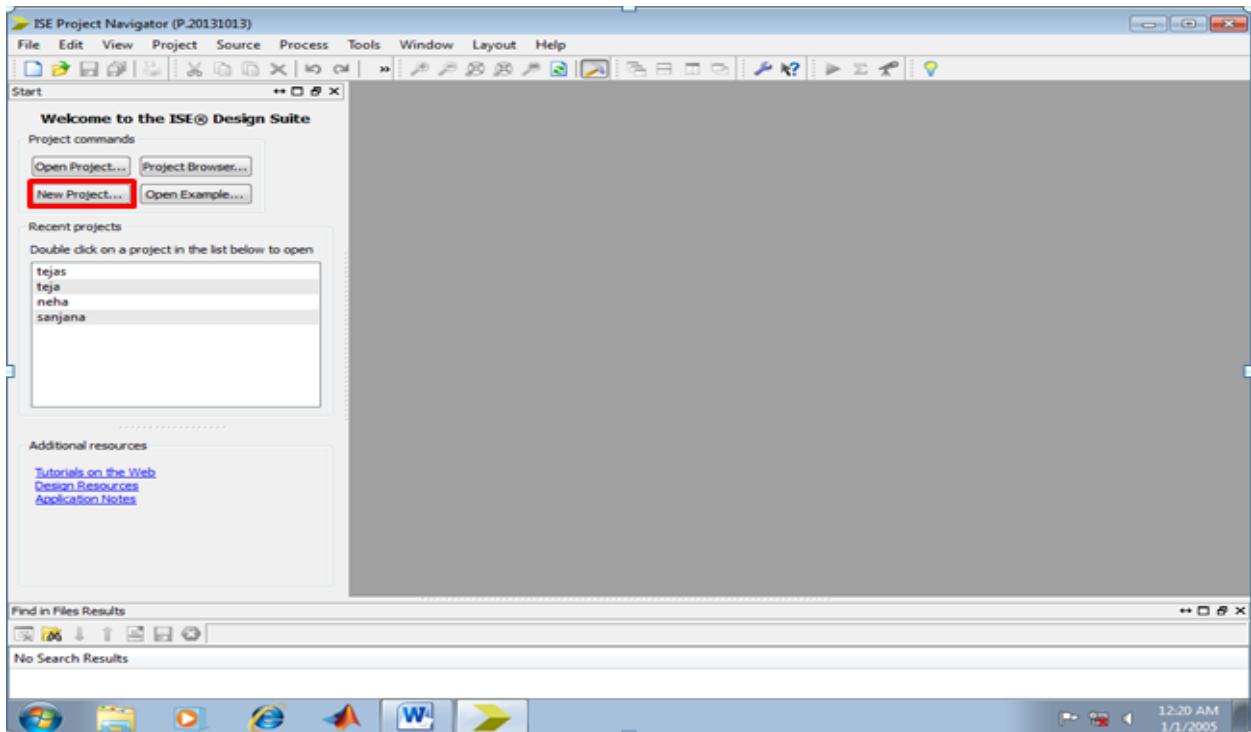 ISE Project Navigator (P.20131013)
File Edit View Project Source Process Tools Window Layout Help
Start
Welcome to the ISE® Design Suite
Project commands
Open Project... Project Browser...
New Project... Open Example...
Recent projects
Double click on a project in the list below to open
tejas
teja
neha
sanjana
Additional resources
Tutorials on the Web
Design Resources
Application Notes
Find in Files Results
No Search Results
12:20 AM
1/1/2005